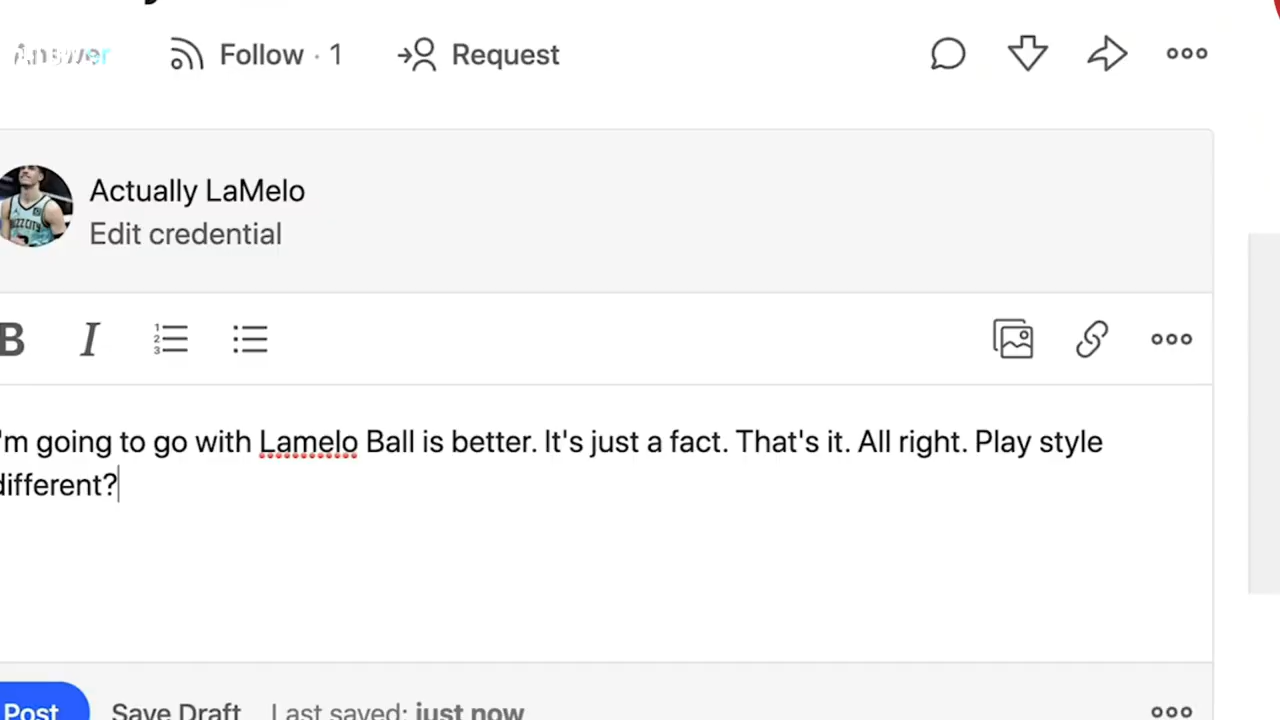 Answer
Follow · 1
Request
Actually LaMelo
Edit credential
B I
'm going to go with Lamelo Ball is better. It's just a fact. That's it. All right. Play style
different?
Post Save Draft Last saved: just now